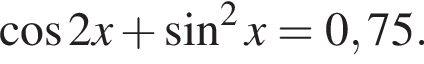 cos 2x + sin² x = 0,75.